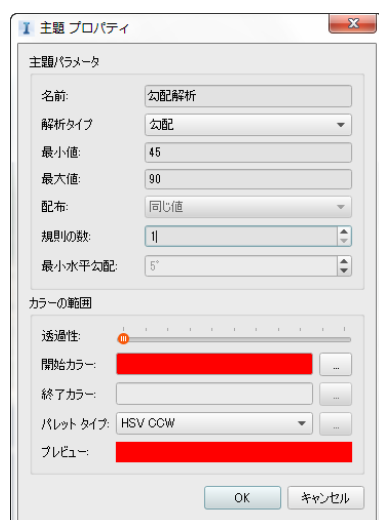 主題 プロパティ
主題パラメータ
名前: 勾配解析
解析タイプ 勾配
最小値: 45
最大値: 90
配布: 同じ値
規則の数: 1
最小水平勾配: 5°
カラーの範囲
透過性:
開始カラー: ...
終了カラー: ...
パレット タイプ: HSV CCW ...
プレビュー:
OK キャンセル